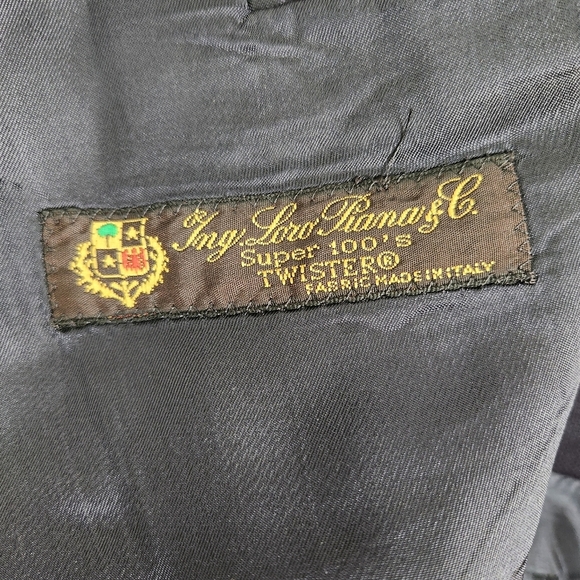 Ing. Loro Piana & C.
Super 100's
TWISTER®
FABRIC MADE IN ITALY